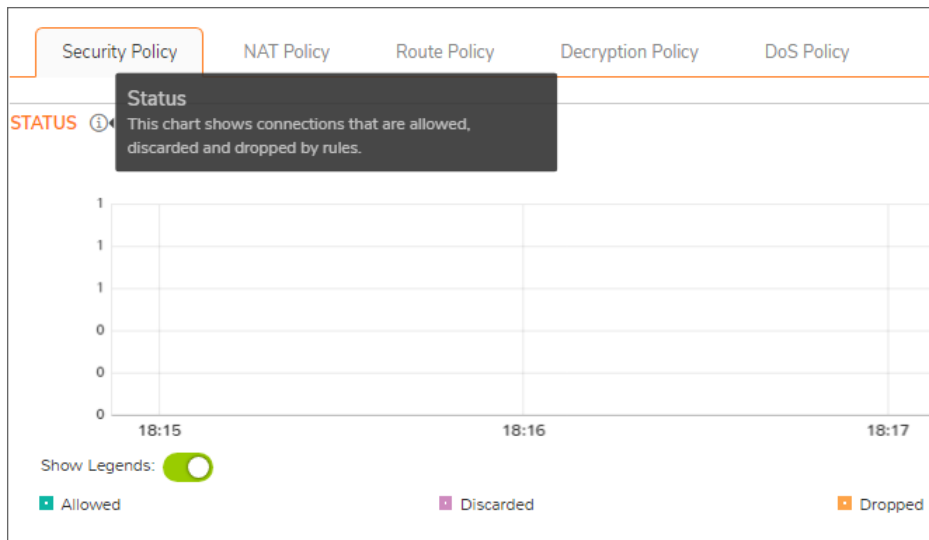 Security Policy NAT Policy Route Policy Decryption Policy DoS Policy
Status
STATUS This chart shows connections that are allowed,
discarded and dropped by rules.
1
1
1
0
0
0
18:15 18:16 18:17
Show Legends:
Allowed Discarded Dropped